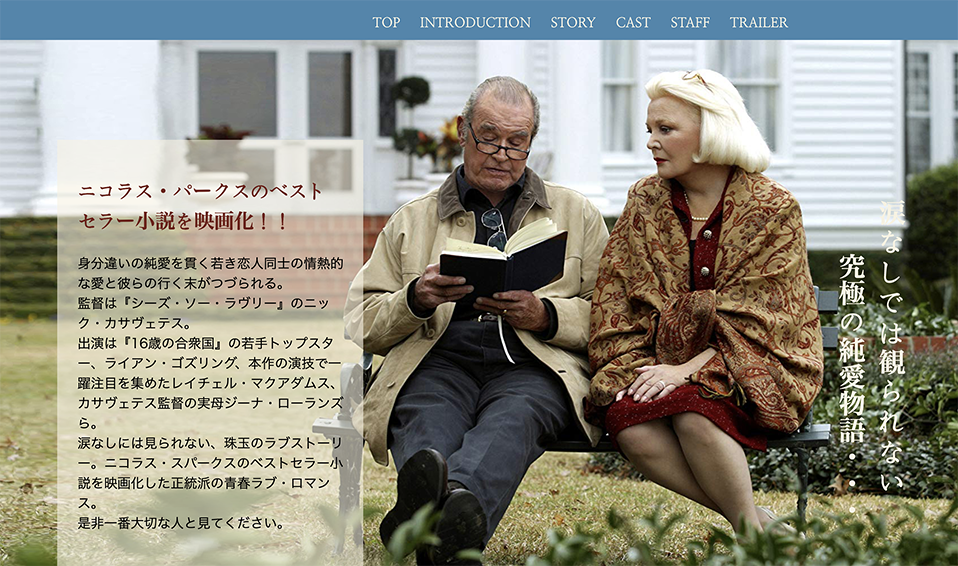 TOP INTRODUCTION STORY CAST STAFF TRAILER
ニコラス・パークスのベスト
セラー小説を映画化！！
身分違いの純愛を貫く若き恋人同士の情熱的
な愛と彼らの行く末がつづられる。
監督は『シーズ・ソー・ラヴリー』のニッ
ク・カサヴェテス。
出演は『16歳の合衆国』の若手トップスタ
ー、ライアン・ゴズリング、本作の演技で一
躍注目を集めたレイチェル・マクアダムス、
カサヴェテス監督の実母ジーナ・ローランズ
ら。
涙なしには見られない、珠玉のラブストーリ
ー。ニコラス・スパークスのベストセラー小
説を映画化した正統派の青春ラブ・ロマン
ス。
是非一番大切な人と見てください。
涙なしでは観られない
究極の純愛物語・・